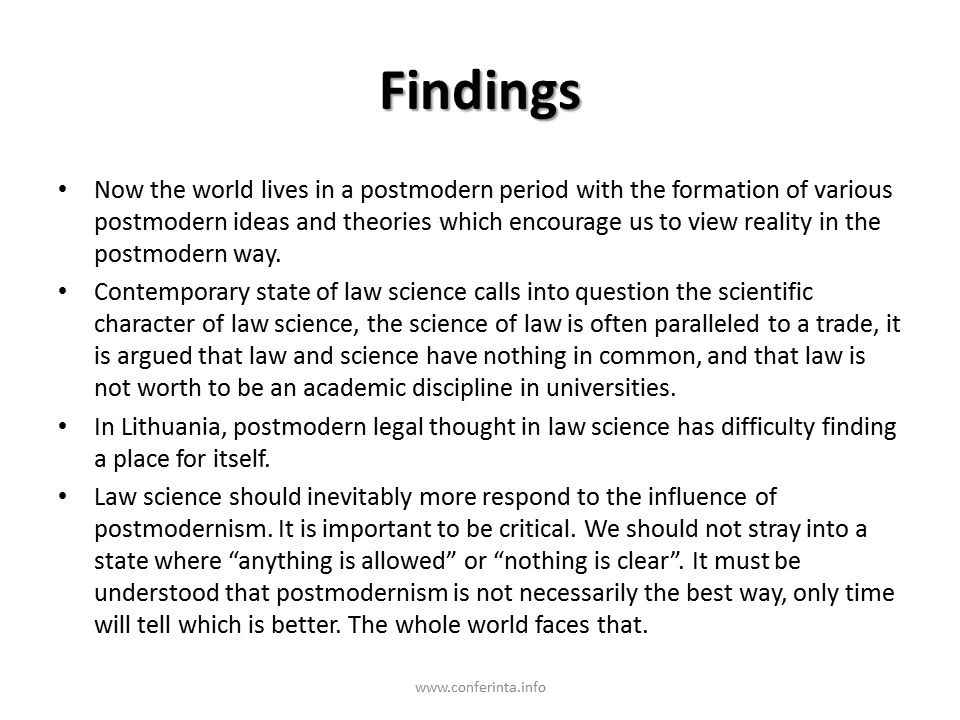 Findings
• Now the world lives in a postmodern period with the formation of various
postmodern ideas and theories which encourage us to view reality in the
postmodern way.
• Contemporary state of law science calls into question the scientific
character of law science, the science of law is often paralleled to a trade, it
is argued that law and science have nothing in common, and that law is
not worth to be an academic discipline in universities.
• In Lithuania, postmodern legal thought in law science has difficulty finding
a place for itself.
• Law science should inevitably more respond to the influence of
postmodernism. It is important to be critical. We should not stray into a
state where “anything is allowed” or “nothing is clear”. It must be
understood that postmodernism is not necessarily the best way, only time
will tell which is better. The whole world faces that.
www.conferinta.info